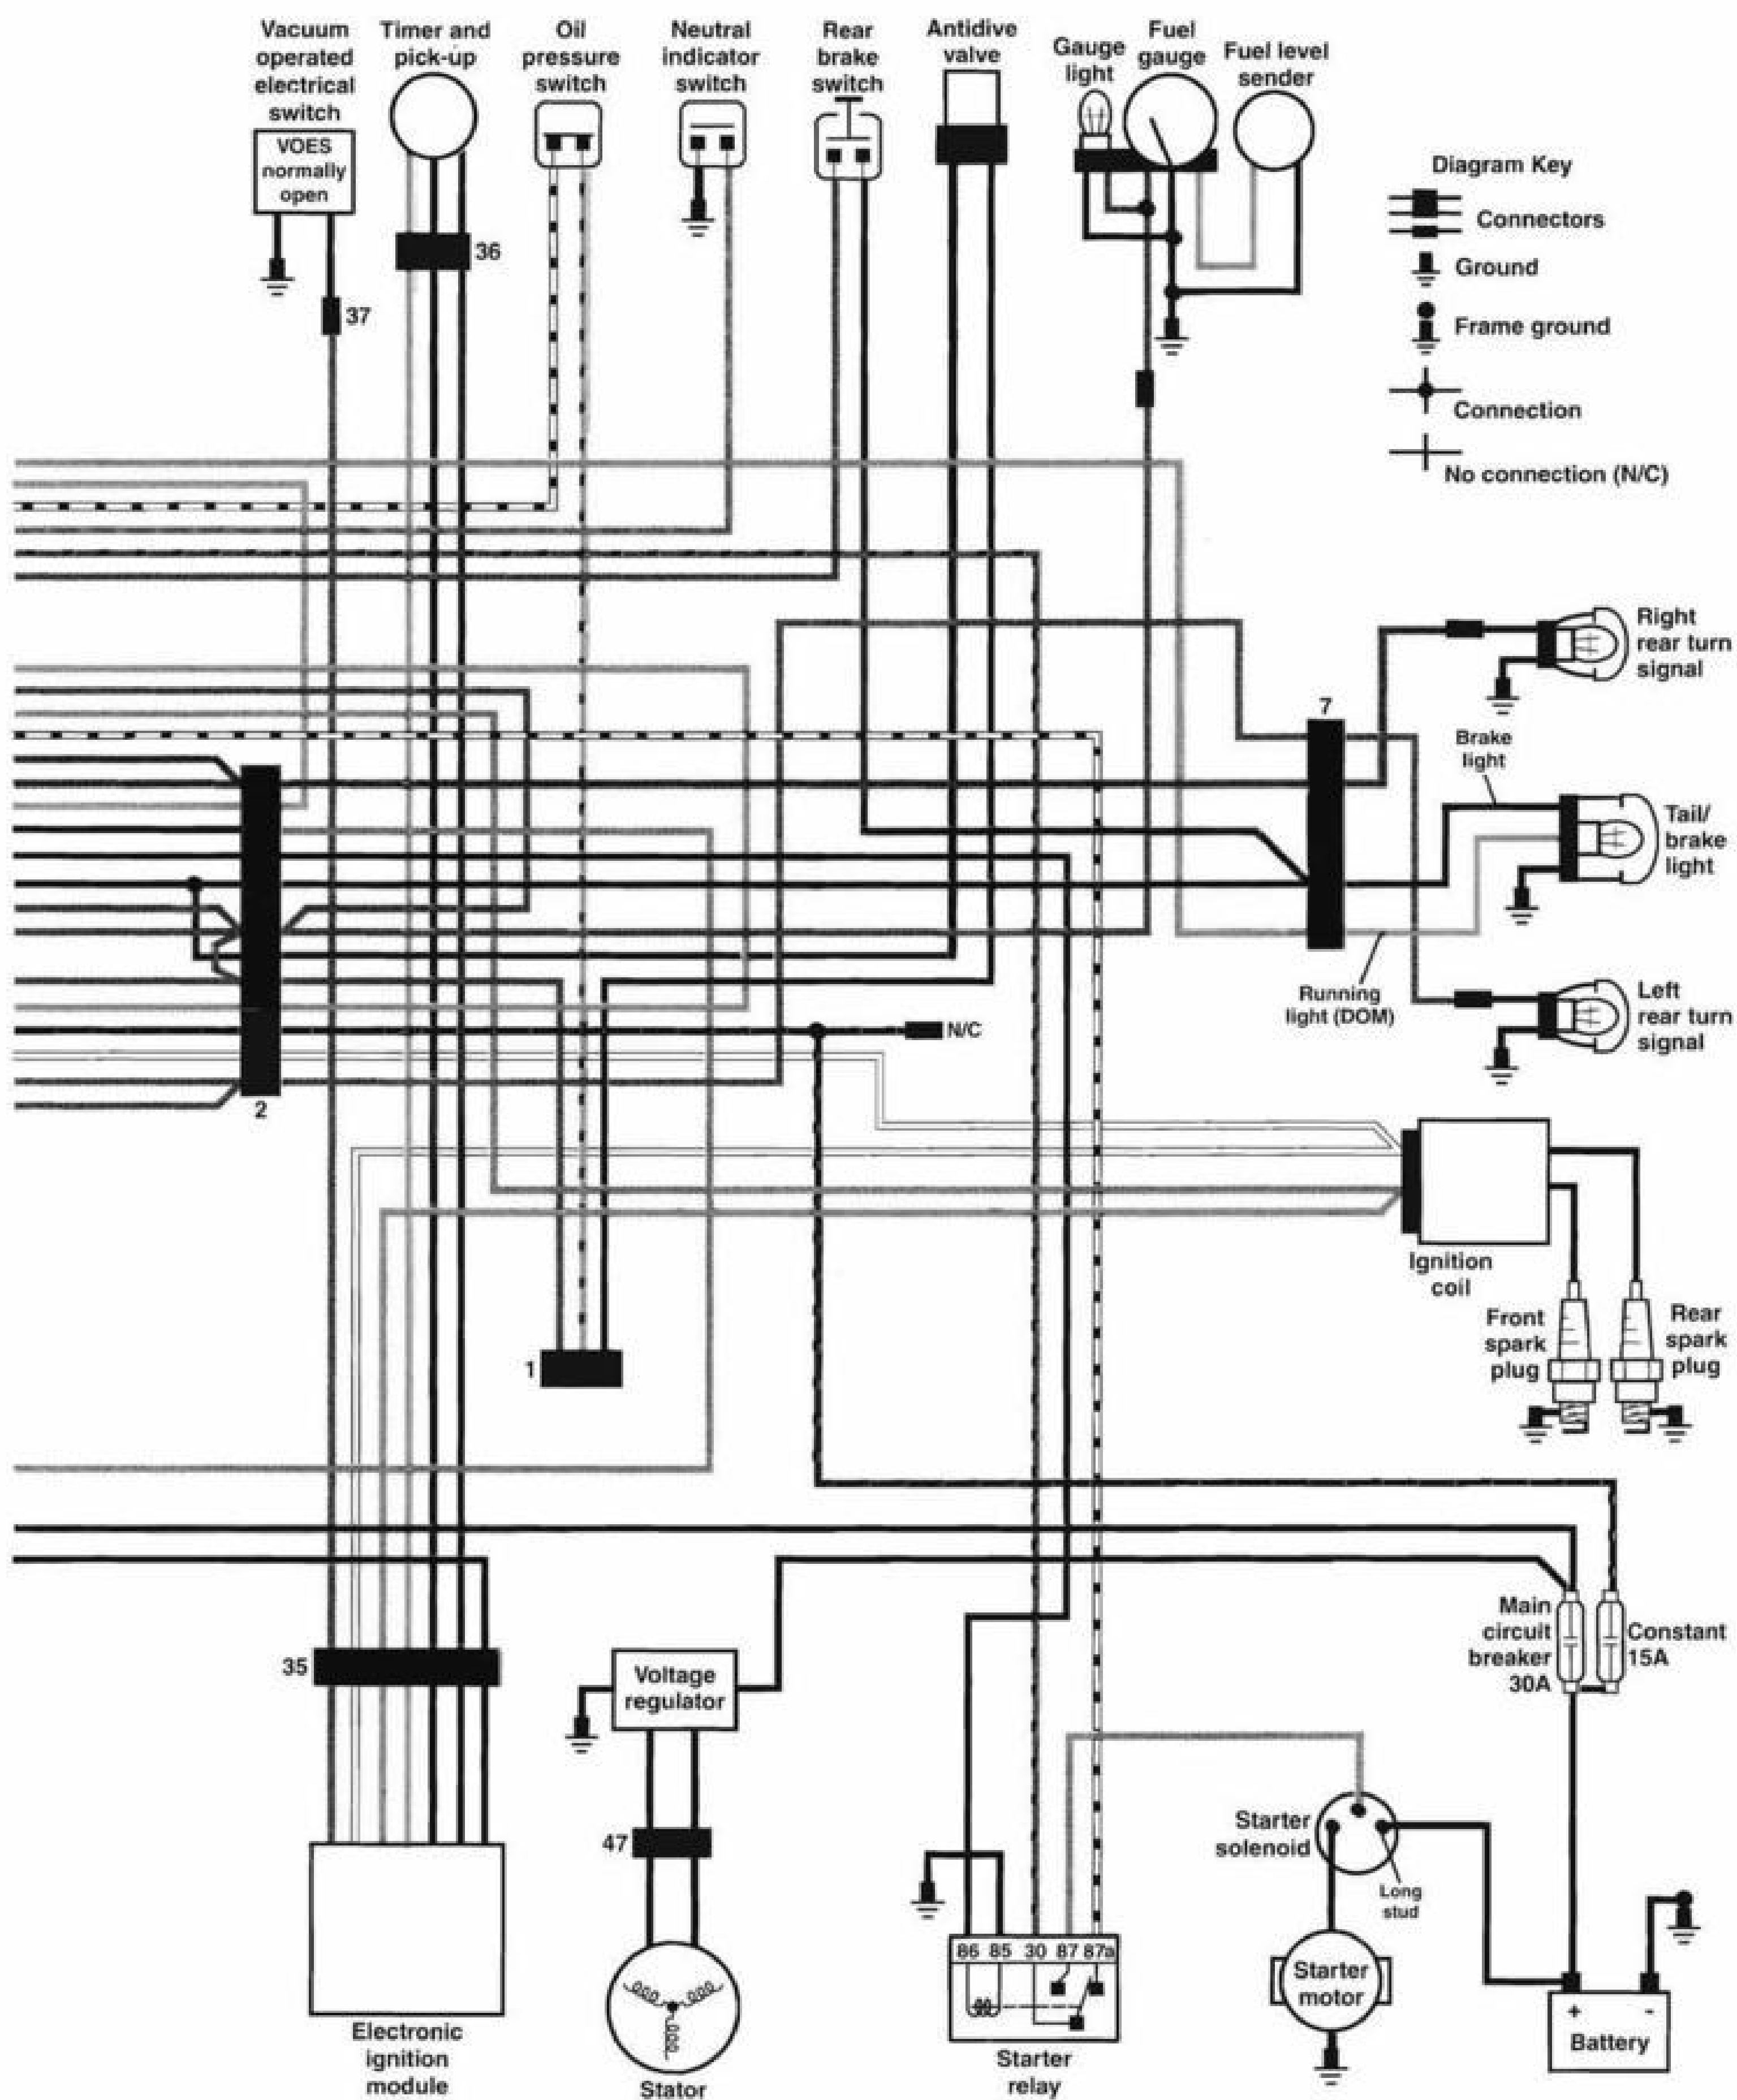 Vacuum
operated
electrical
switch
Timer and
pick-up
Oil
pressure
switch
Neutral
indicator
switch
Rear
brake
switch
Antidive
valve
Gauge
light
Fuel
gauge
Fuel level
sender
VOES
normally
open
36
37
Diagram Key
Connectors
Ground
Frame ground
Connection
No connection (N/C)
Right
rear turn
signal
7
Brake
light
Tail/
brake
light
Running
light (DOM)
Left
rear turn
signal
N/C
2
Ignition
coil
Front
spark
plug
Rear
spark
plug
1
Main
circuit
breaker
30A
Constant
15A
35
Voltage
regulator
47
Starter
solenoid
Long
stud
86 85 30 87 87a
Starter
motor
+ -
Battery
Electronic
ignition
module
Stator
Starter
relay